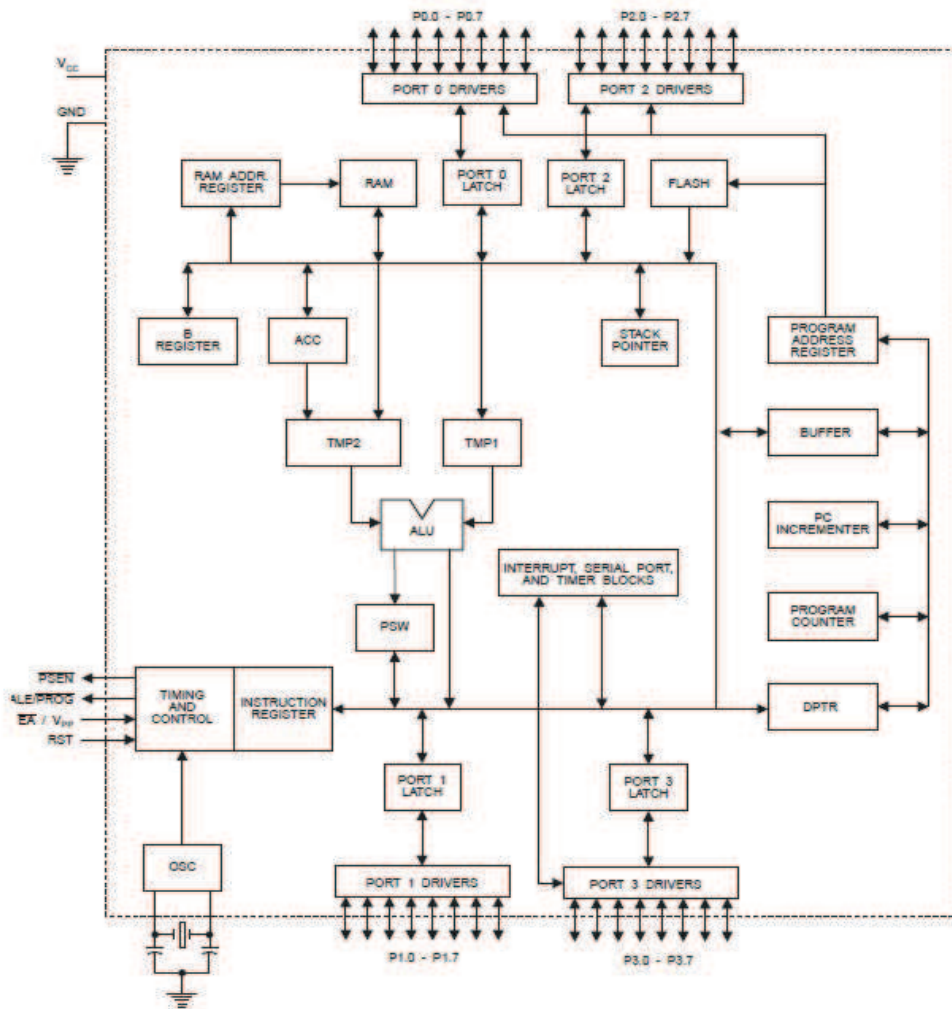 P0.0 - P0.7
P2.0 - P2.7
VCC
PORT 0 DRIVERS
PORT 2 DRIVERS
GND
RAM ADDR.
REGISTER
RAM
PORT 0
LATCH
PORT 2
LATCH
FLASH
B
REGISTER
ACC
STACK
POINTER
PROGRAM
ADDRESS
REGISTER
BUFFER
TMP2
TMP1
ALU
PC
INCREMENTER
INTERRUPT, SERIAL PORT,
AND TIMER BLOCKS
PROGRAM
COUNTER
PSW
PSEN
ALE/PROG
EA / VPP
RST
TIMING
AND
CONTROL
INSTRUCTION
REGISTER
DPTR
PORT 1
LATCH
PORT 3
LATCH
OSC
PORT 1 DRIVERS
PORT 3 DRIVERS
P1.0 - P1.7
P3.0 - P3.7